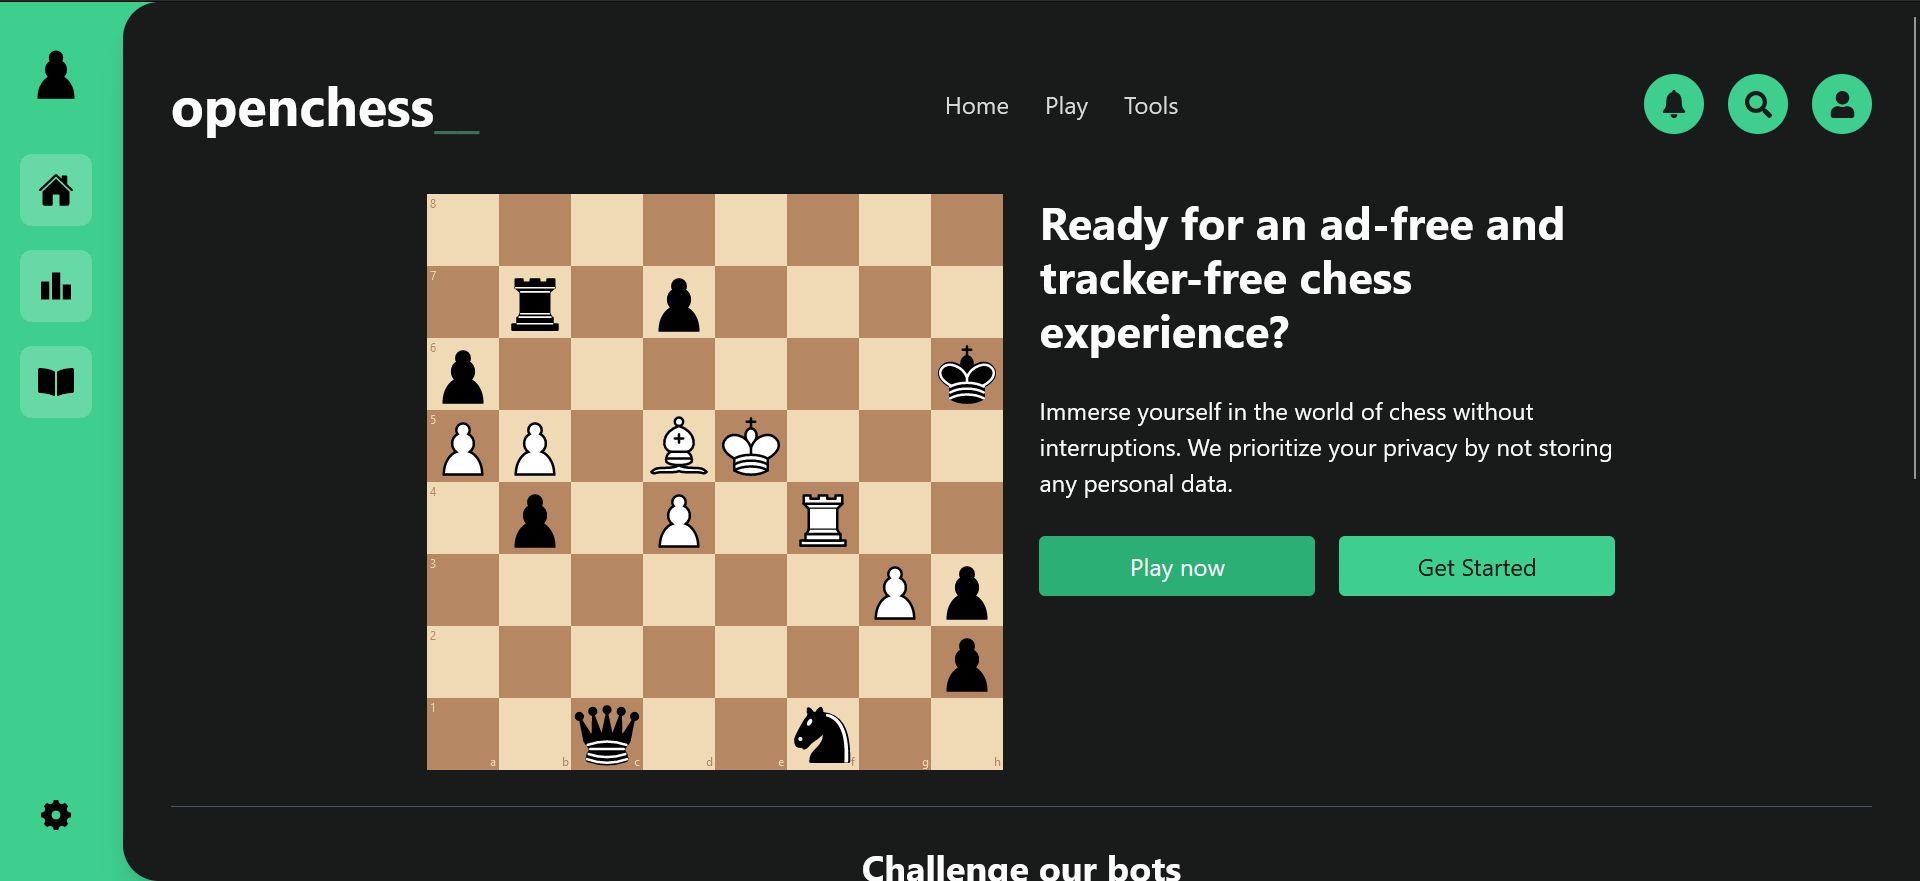 openchess__
Home Play Tools
8
7
6
5
4
3
2
1
a b c d e f g h
Ready for an ad-free and
tracker-free chess
experience?
Immerse yourself in the world of chess without
interruptions. We prioritize your privacy by not storing
any personal data.
Play now
Get Started
Challenge our bots